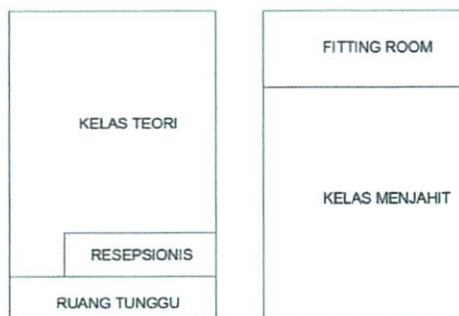 KELAS TEORI
RESEPSIONIS
RUANG TUNGGU
FITTING ROOM
KELAS MENJAHIT